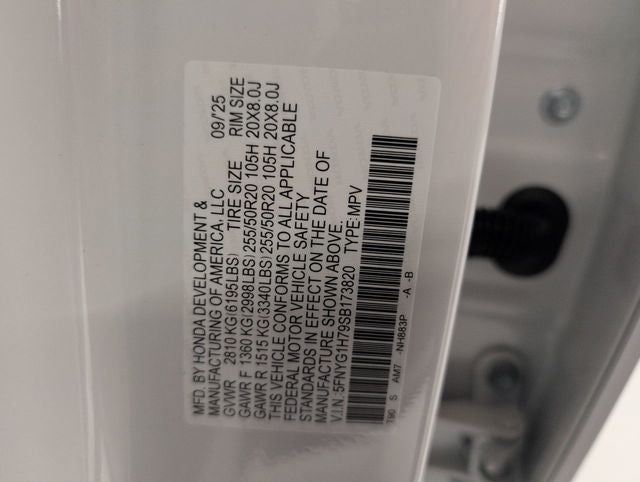 MFD. BY HONDA DEVELOPMENT & 09/'25
MANUFACTURING OF AMERICA, LLC
GVWR 2810 KG(6195LBS) TIRE SIZE RIM SIZE
GAWR F 1360 KG(2998LBS) 255/50R20 105H 20X8.0J
GAWR R 1515 KG(3340LBS) 255/50R20 105H 20X8.0J
THIS VEHICLE CONFORMS TO ALL APPLICABLE
FEDERAL MOTOR VEHICLE SAFETY
STANDARDS IN EFFECT ON THE DATE OF
MANUFACTURE SHOWN ABOVE.
V.I.N: 5FNYG1H79SB173820 TYPE:MPV
T90 S AM7 -NH883P -A -B